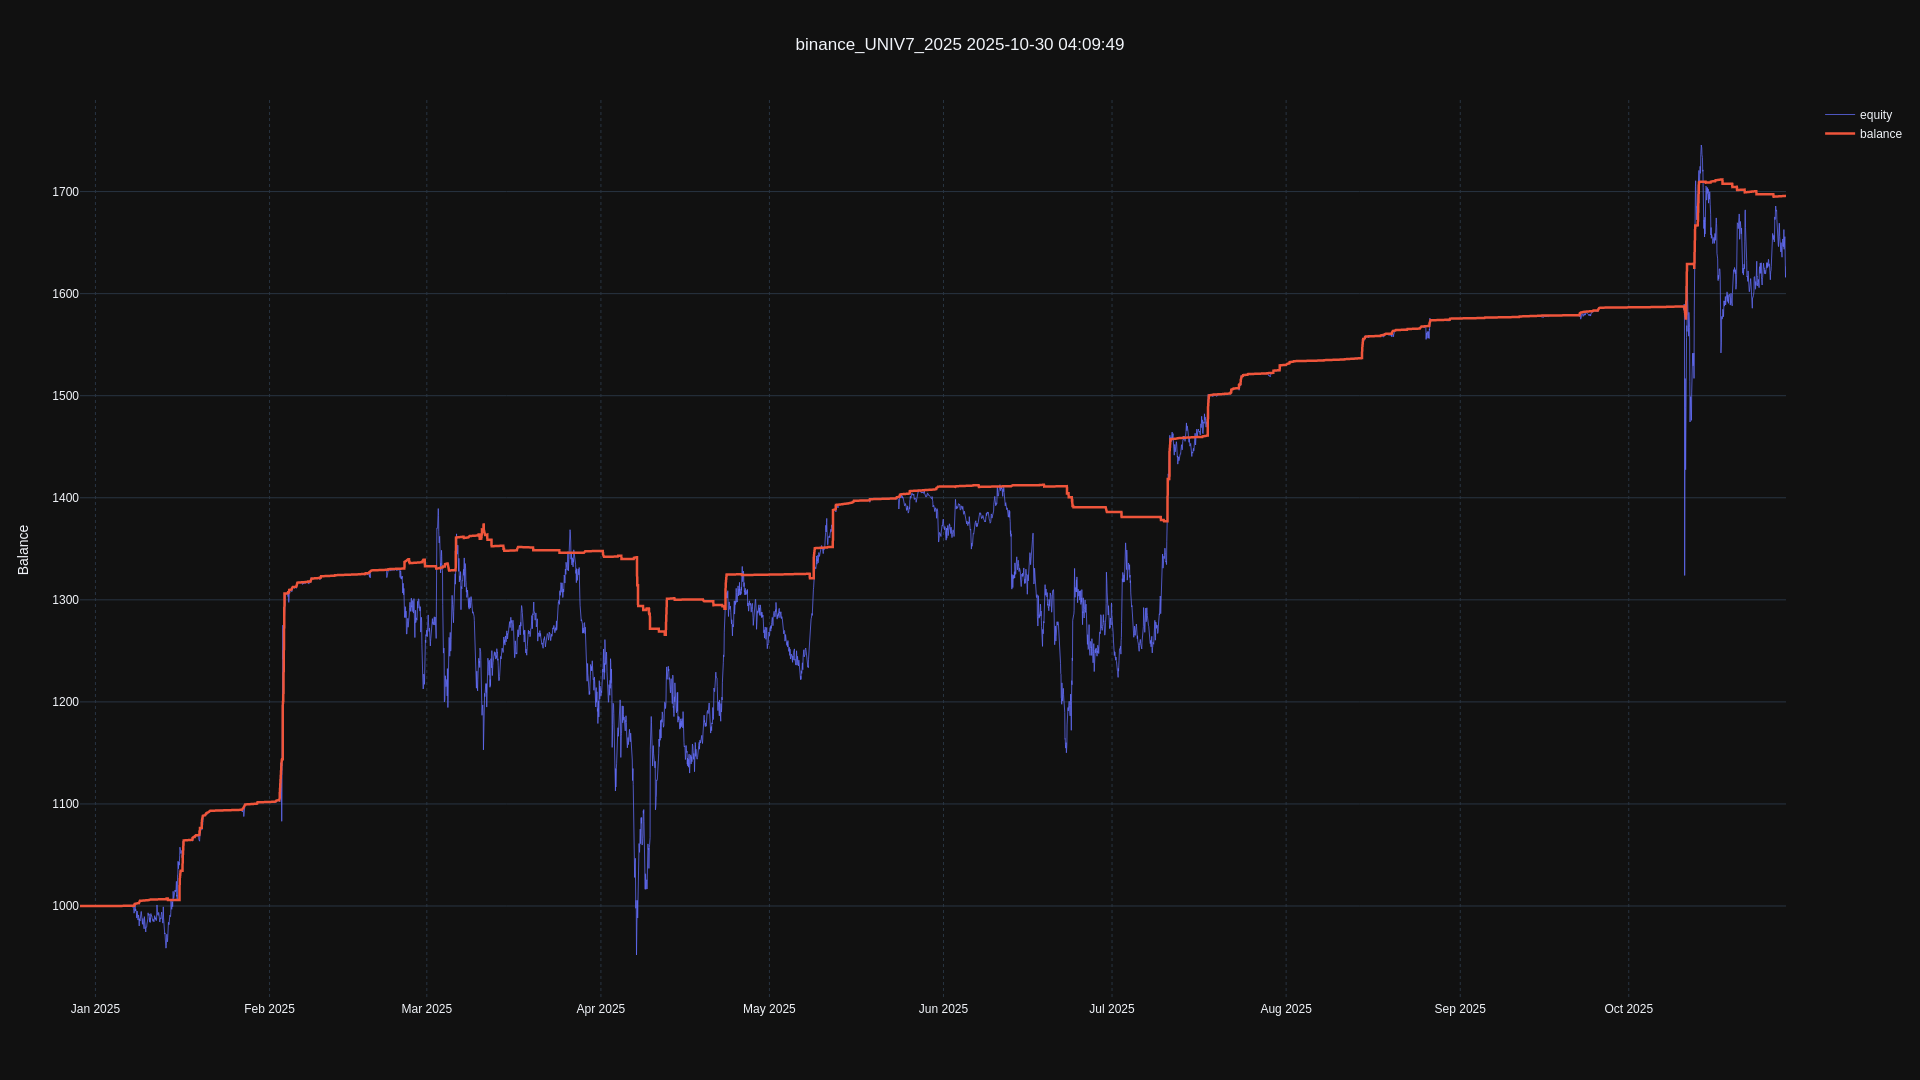 binance_UNIV7_2025 2025-10-30 04:09:49
equity
balance
Balance
1700
1600
1500
1400
1300
1200
1100
1000
Jan 2025
Feb 2025
Mar 2025
Apr 2025
May 2025
Jun 2025
Jul 2025
Aug 2025
Sep 2025
Oct 2025